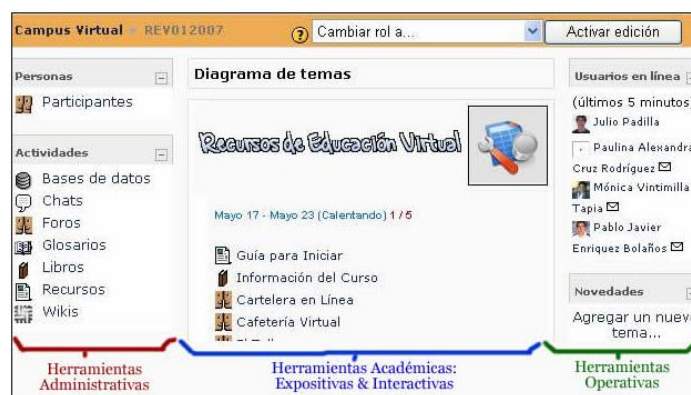 Campus Virtual » REV012007
Cambiar rol a...
Activar edición
Personas
Participantes
Actividades
Bases de datos
Chats
Foros
Glosarios
Libros
Recursos
Wikis
Diagrama de temas
Recursos de Educación Virtual
Mayo 17 - Mayo 23 (Calentando) 1 / 5
Guía para Iniciar
Información del Curso
Cartelera en Línea
Cafetería Virtual
Usuarios en línea
(últimos 5 minutos)
Julio Padilla
Paulina Alexandra
Cruz Rodríguez
Mónica Vintimilla
Tapia
Pablo Javier
Enriquez Bolaños
Novedades
Agregar un nuevo
tema...
Herramientas
Administrativas
Herramientas Académicas:
Expositivas & Interactivas
Herramientas
Operativas